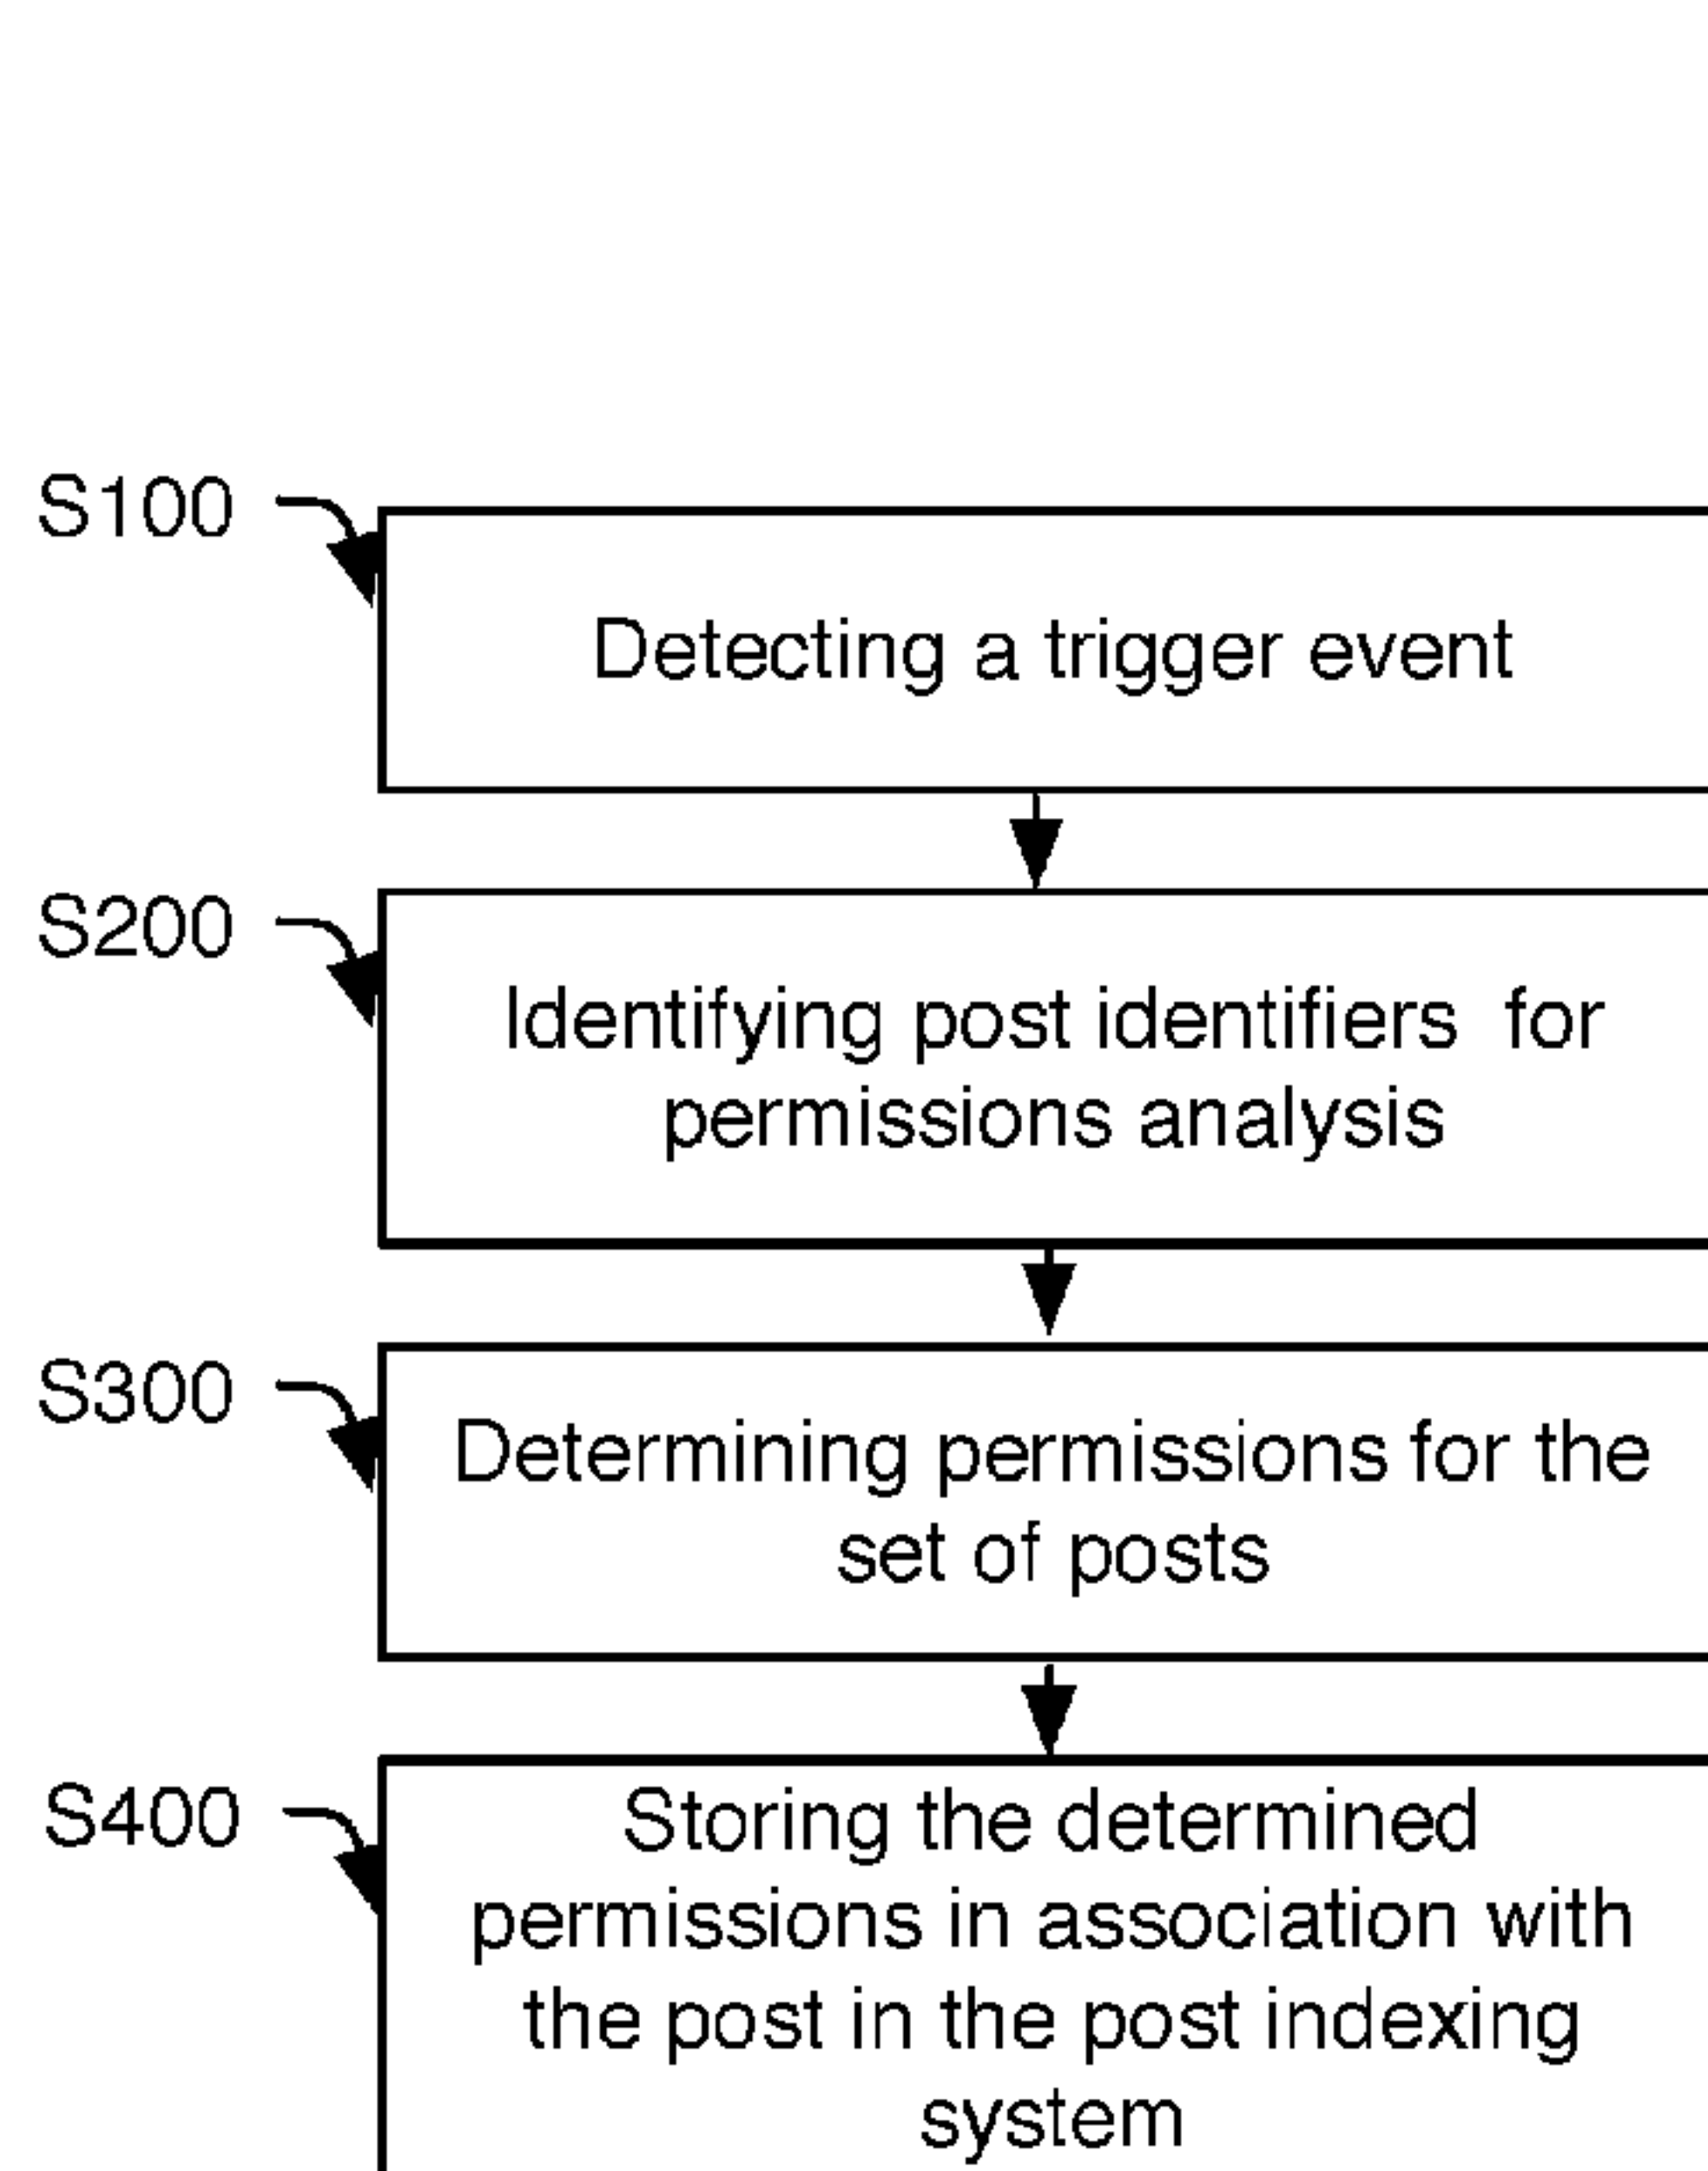 S100
Detecting a trigger event
S200
Identifying post identifiers for
permissions analysis
S300
Determining permissions for the
set of posts
S400
Storing the determined
permissions in association with
the post in the post indexing
system